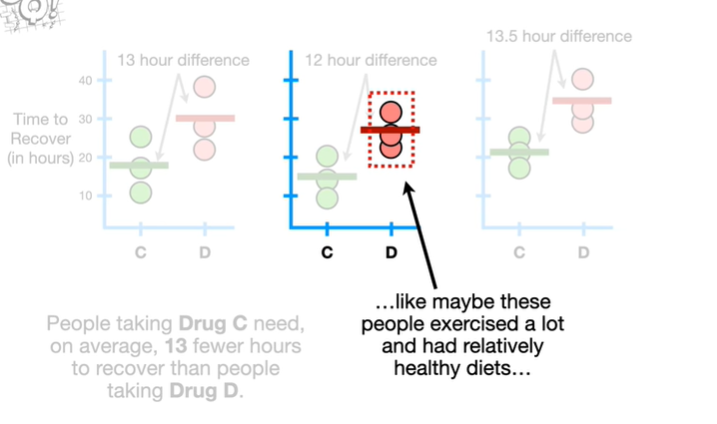 13 hour difference
12 hour difference
13.5 hour difference
Time to
Recover
(in hours)
40
30
20
10
C
D
C
D
C
D
People taking Drug C need,
on average, 13 fewer hours
to recover than people
taking Drug D.
…like maybe these
people exercised a lot
and had relatively
healthy diets…